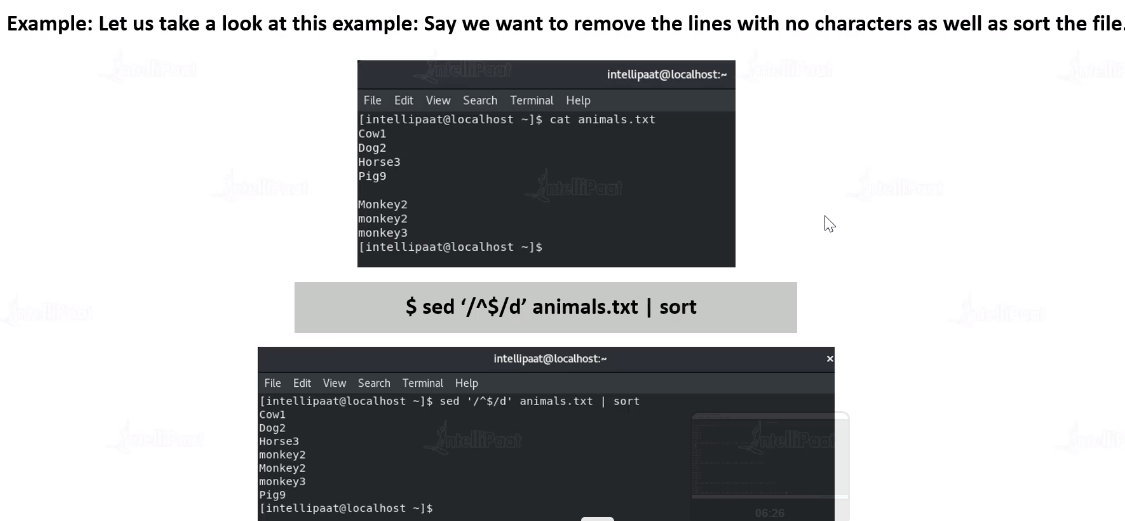 Example: Let us take a look at this example: Say we want to remove the lines with no characters as well as sort the file.
intellipaat@localhost:~
File Edit View Search Terminal Help
[intellipaat@localhost ~]$ cat animals.txt
Cow1
Dog2
Horse3
Pig9
Monkey2
monkey2
monkey3
[intellipaat@localhost ~]$
$ sed ‘/^$/d’ animals.txt | sort
intellipaat@localhost:~ ×
File Edit View Search Terminal Help
[intellipaat@localhost ~]$ sed '/^$/d' animals.txt | sort
Cow1
Dog2
Horse3
monkey2
Monkey2
monkey3
Pig9
[intellipaat@localhost ~]$
06:26